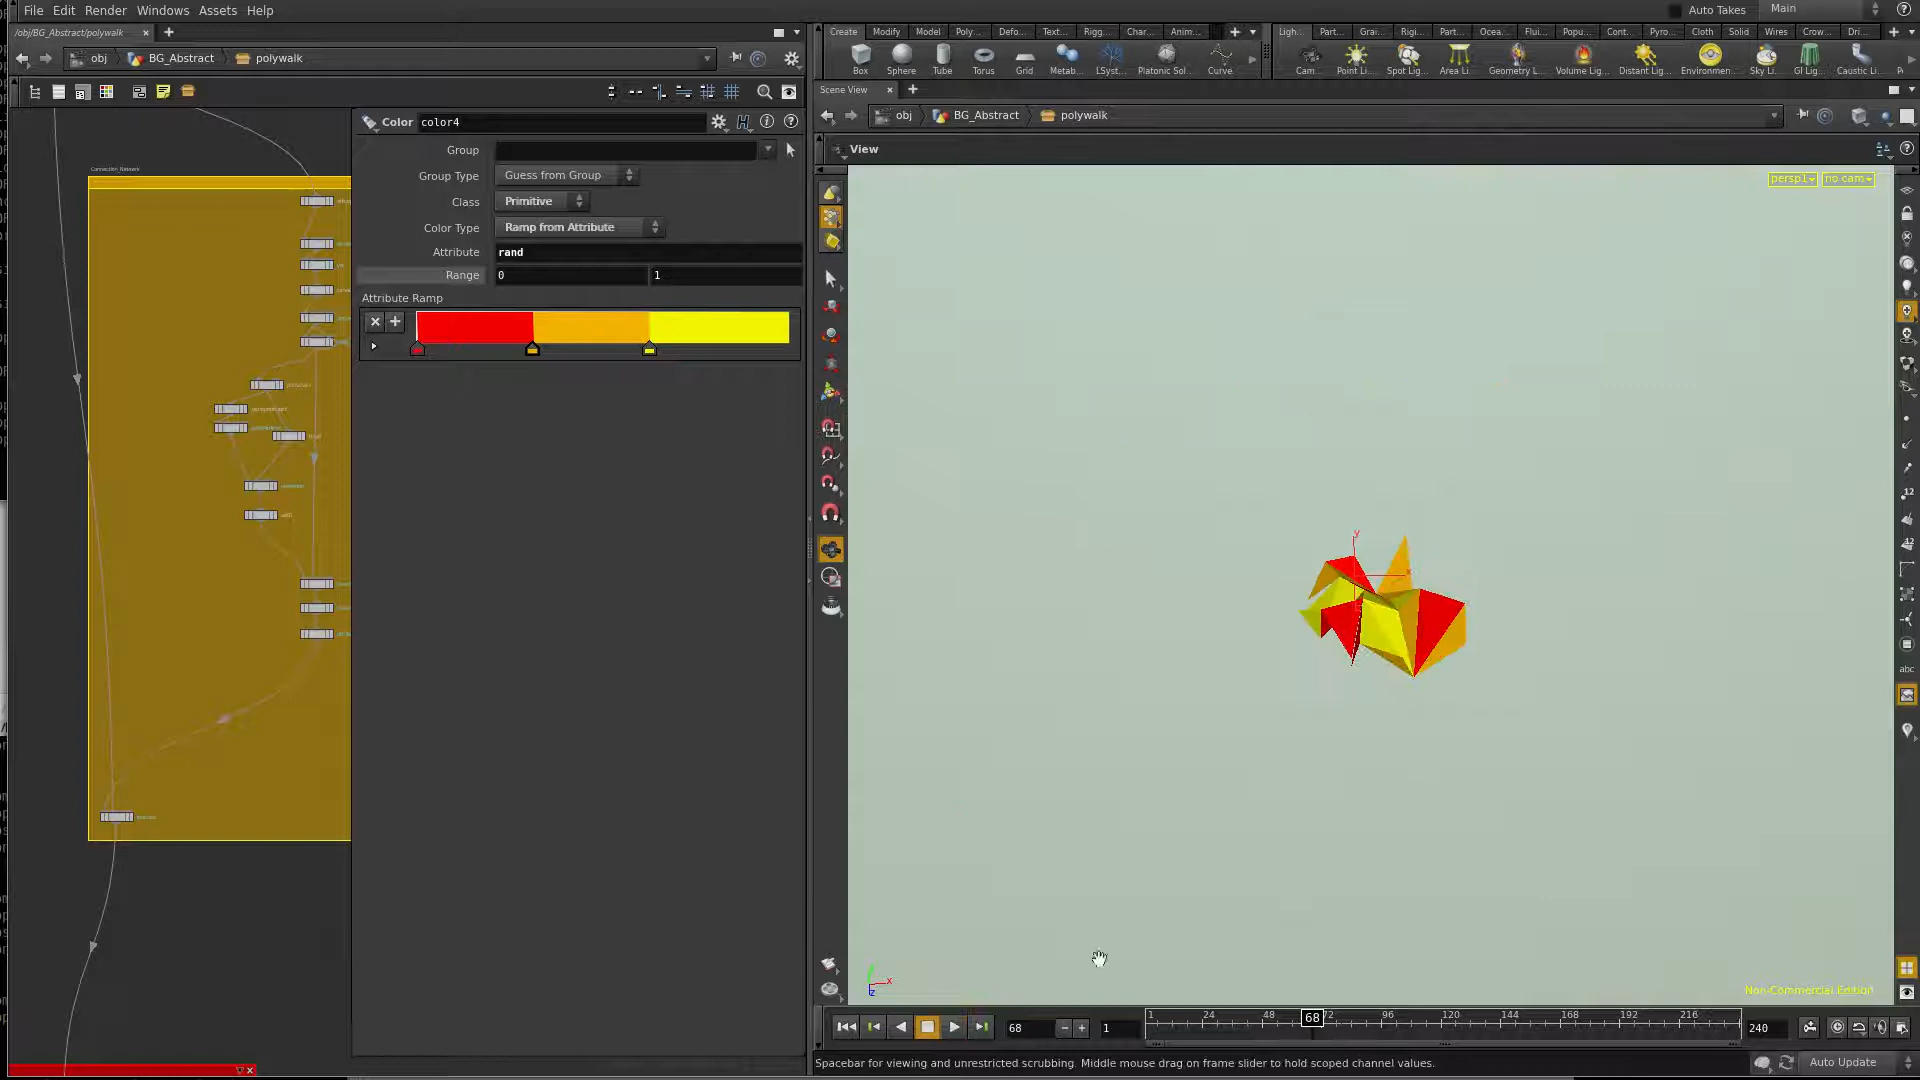 File Edit Render Windows Assets Help
Auto Takes Main
/obj/BG_Abstract/polywalk
obj BG_Abstract polywalk
Color color4
Group
Group Type Guess from Group
Class Primitive
Color Type Ramp from Attribute
Attribute rand
Range 0 1
Attribute Ramp
Connection_Network
Create Modify Model Poly... Defo... Text... Rigg... Char... Anim...
Box Sphere Tube Torus Grid Metab... LSyst... Platonic Sol... Curve
Ligh... Part... Grai... Rigi... Part... Ocea... Flui... Popu... Cont... Pyro... Cloth Solid Wires Crow... Dri...
Cam... Point Li... Spot Lig... Area Li... Geometry L... Volume Lig... Distant Lig... Environmen... Sky Li... GI Lig... Caustic Li...
Scene View
obj BG_Abstract polywalk
View
persp1 no cam
12
12
abc
y
x
x
z
Non-Commercial Edition
68 1 1 24 48 68 72 96 120 144 168 192 216 240
Spacebar for viewing and unrestricted scrubbing. Middle mouse drag on frame slider to hold scoped channel values.
Auto Update